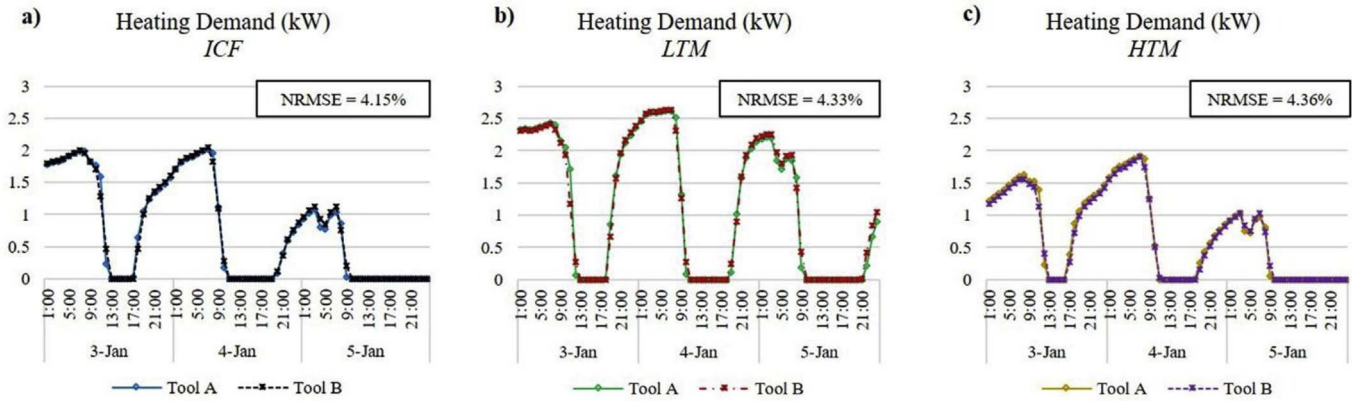 a)
Heating Demand (kW)
ICF
NRMSE = 4.15%
3
2.5
2
1.5
1
0.5
0
1:00 5:00 9:00 13:00 17:00 21:00 1:00 5:00 9:00 13:00 17:00 21:00 1:00 5:00 9:00 13:00 17:00 21:00
3-Jan 4-Jan 5-Jan
Tool A Tool B
b)
Heating Demand (kW)
LTM
NRMSE = 4.33%
3
2.5
2
1.5
1
0.5
0
1:00 5:00 9:00 13:00 17:00 21:00 1:00 5:00 9:00 13:00 17:00 21:00 1:00 5:00 9:00 13:00 17:00 21:00
3-Jan 4-Jan 5-Jan
Tool A Tool B
c)
Heating Demand (kW)
HTM
NRMSE = 4.36%
3
2.5
2
1.5
1
0.5
0
1:00 5:00 9:00 13:00 17:00 21:00 1:00 5:00 9:00 13:00 17:00 21:00 1:00 5:00 9:00 13:00 17:00 21:00
3-Jan 4-Jan 5-Jan
Tool A Tool B